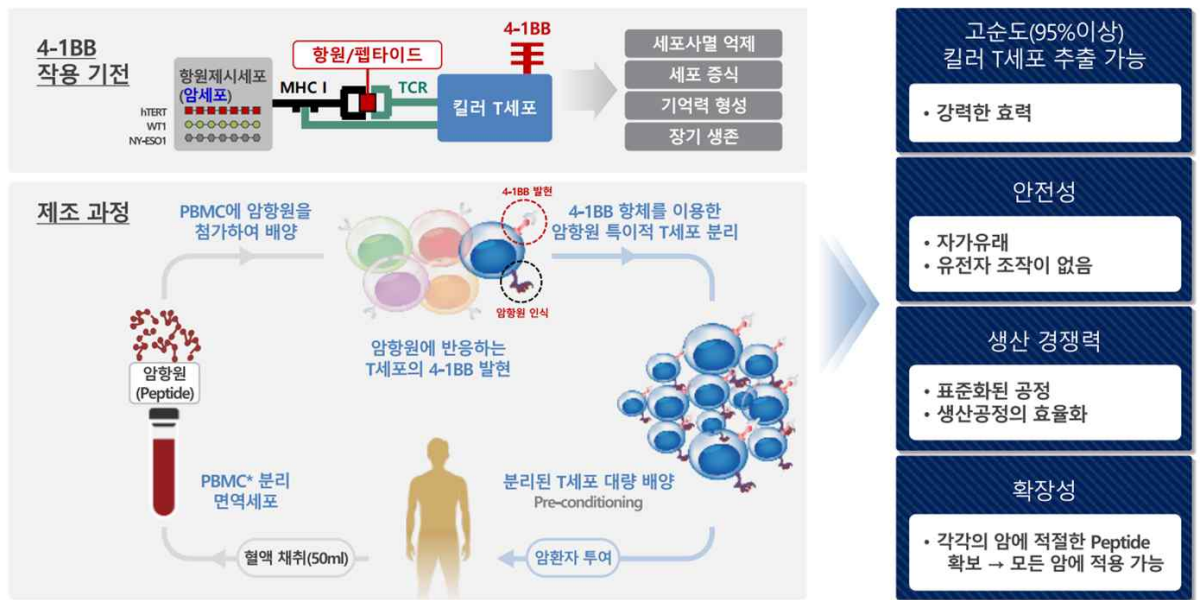 4-1BB
작용 기전
항원제시세포
(암세포)
hTERT
WT1
NY-ESO1
MHC I
항원/펩타이드
TCR
4-1BB
킬러 T세포
세포사멸 억제
세포 증식
기억력 형성
장기 생존
제조 과정
PBMC에 암항원을
첨가하여 배양
4-1BB 발현
암항원 인식
4-1BB 항체를 이용한
암항원 특이적 T세포 분리
암항원에 반응하는
T세포의 4-1BB 발현
암항원
(Peptide)
PBMC* 분리
면역세포
분리된 T세포 대량 배양
Pre-conditioning
혈액 채취(50ml)
암환자 투여
고순도(95%이상)
킬러 T세포 추출 가능
• 강력한 효력
안전성
• 자가유래
• 유전자 조작이 없음
생산 경쟁력
• 표준화된 공정
• 생산공정의 효율화
확장성
• 각각의 암에 적절한 Peptide
확보 → 모든 암에 적용 가능